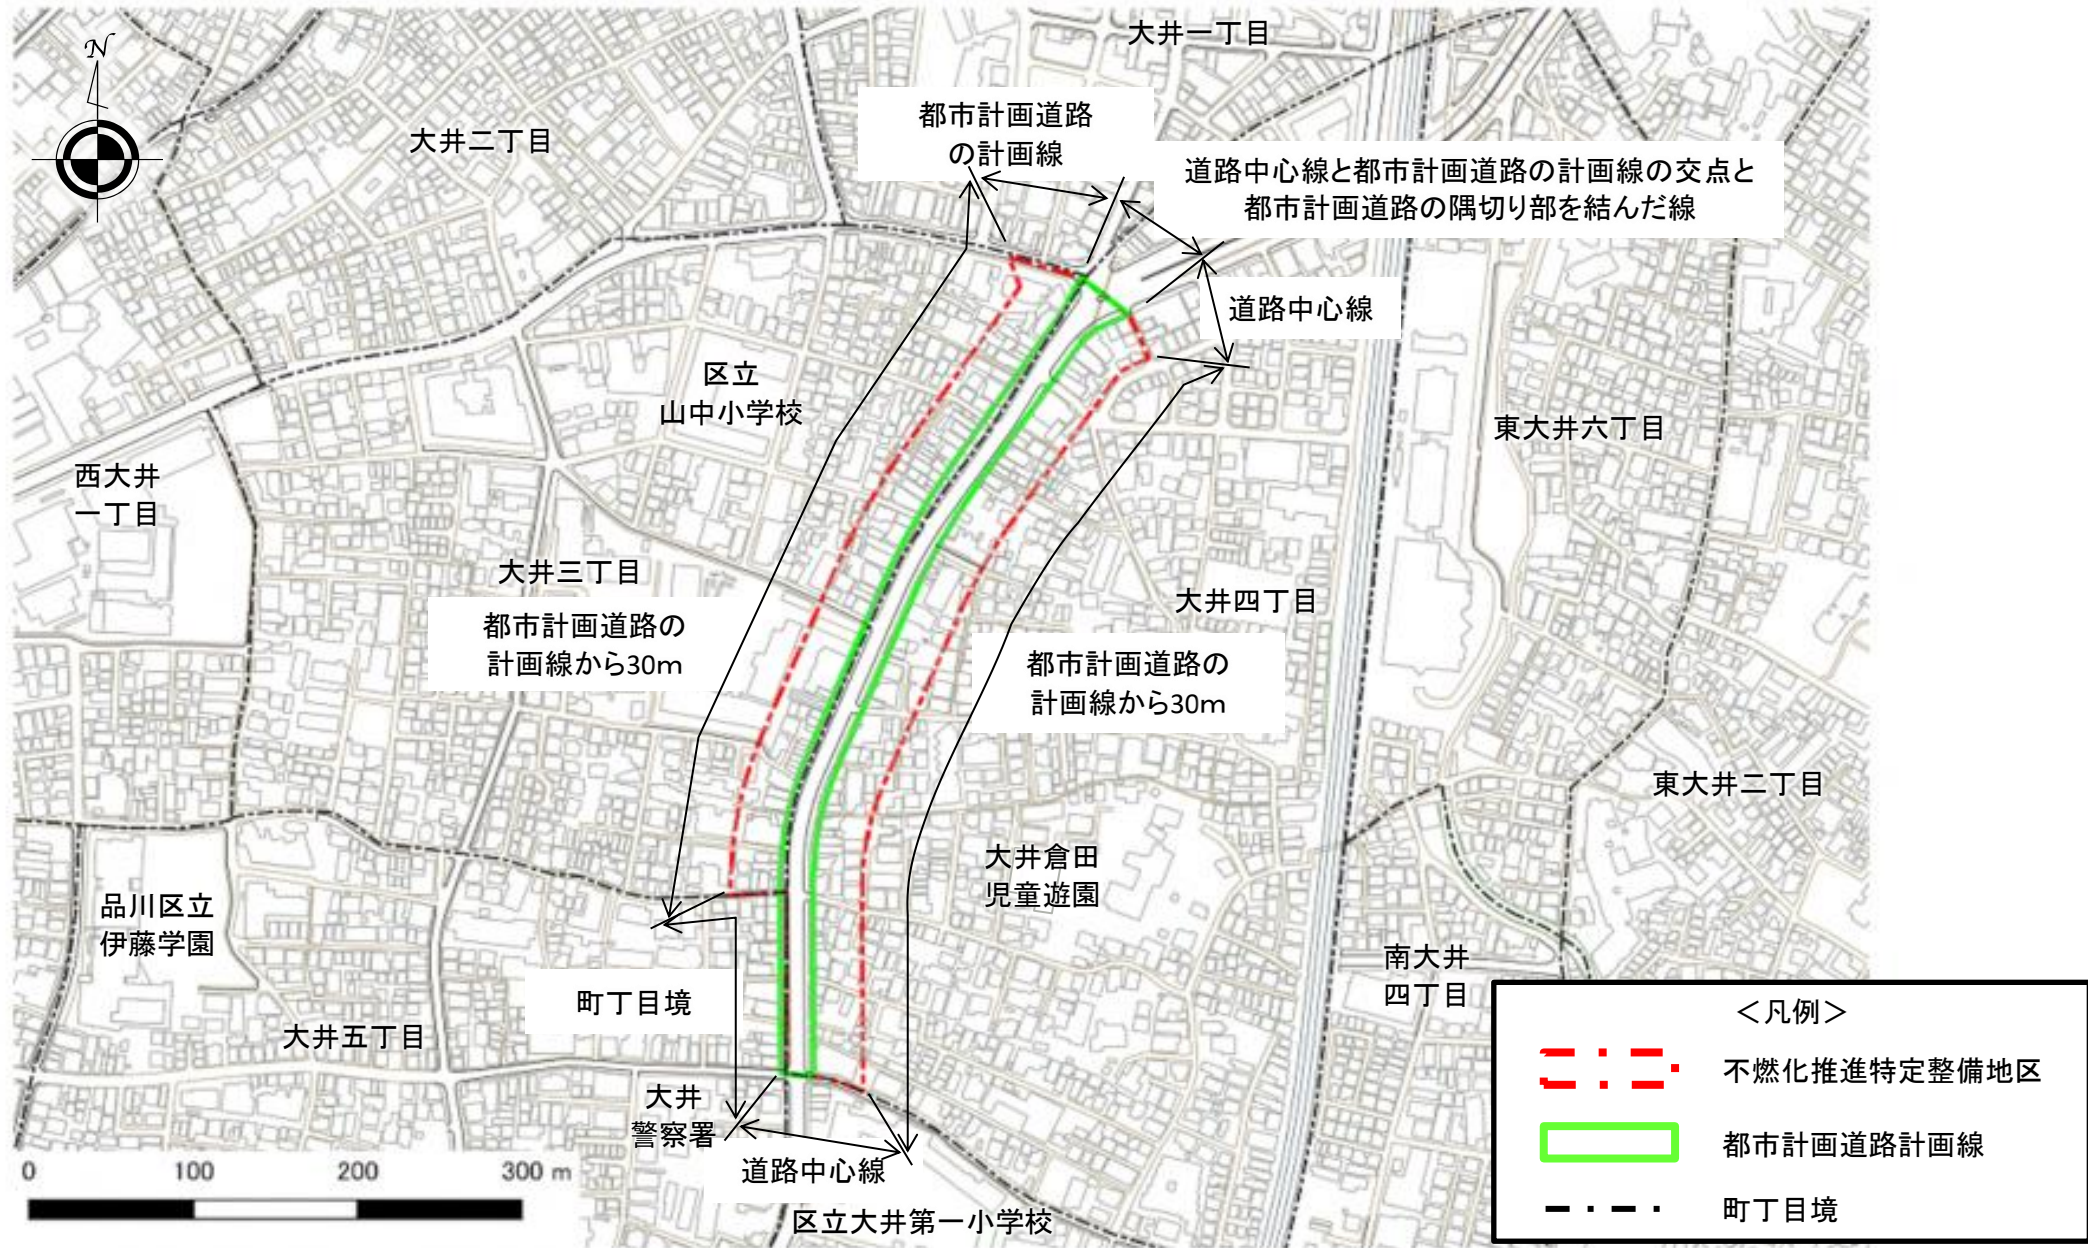 N
大井一丁目
大井二丁目
都市計画道路
の計画線
道路中心線と都市計画道路の計画線の交点と
都市計画道路の隅切り部を結んだ線
道路中心線
区立
山中小学校
東大井六丁目
西大井
一丁目
大井三丁目
大井四丁目
都市計画道路の
計画線から30m
都市計画道路の
計画線から30m
東大井二丁目
大井倉田
児童遊園
品川区立
伊藤学園
南大井
四丁目
町丁目境
大井五丁目
大井
警察署
道路中心線
区立大井第一小学校
0 100 200 300 m
＜凡例＞
不燃化推進特定整備地区
都市計画道路計画線
町丁目境